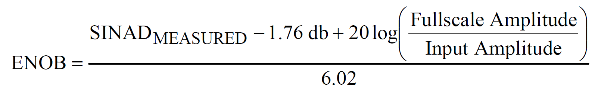 ENOB = (SINAD_MEASURED − 1.76 db + 20 log(Fullscale Amplitude / Input Amplitude)) / 6.02